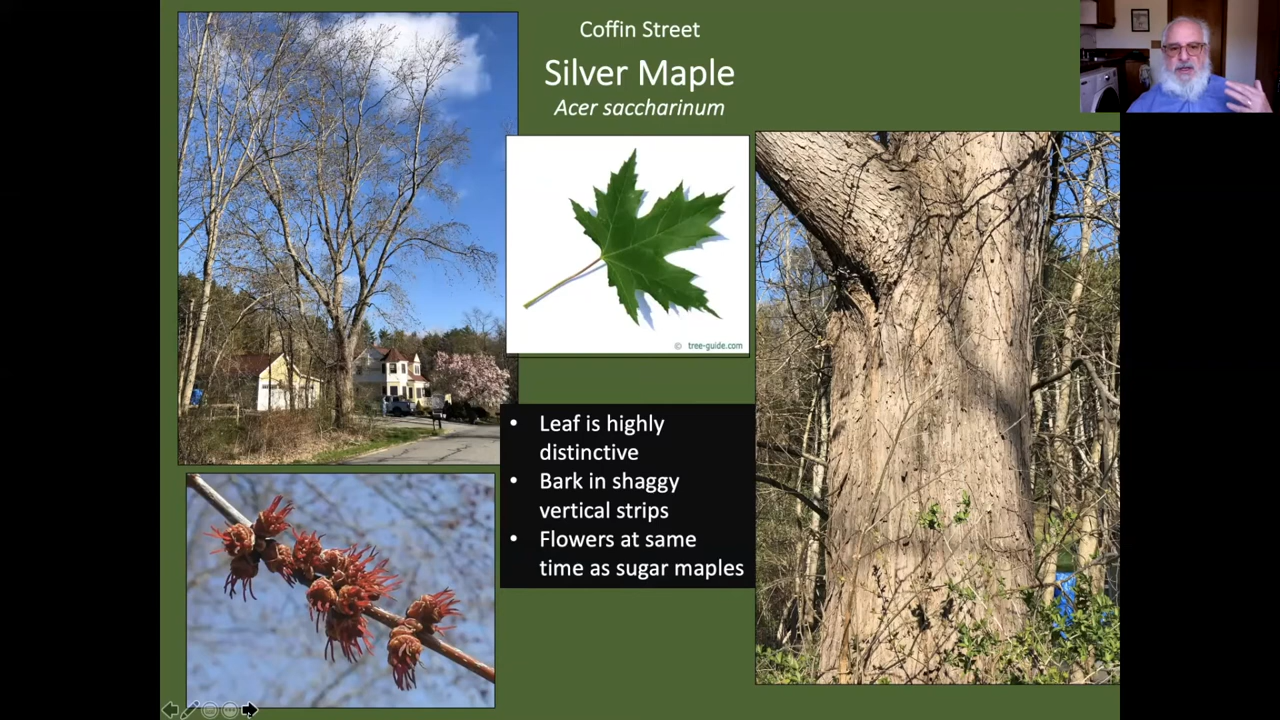 Coffin Street
Silver Maple
Acer saccharinum
© tree-guide.com
• Leaf is highly
distinctive
• Bark in shaggy
vertical strips
• Flowers at same
time as sugar maples